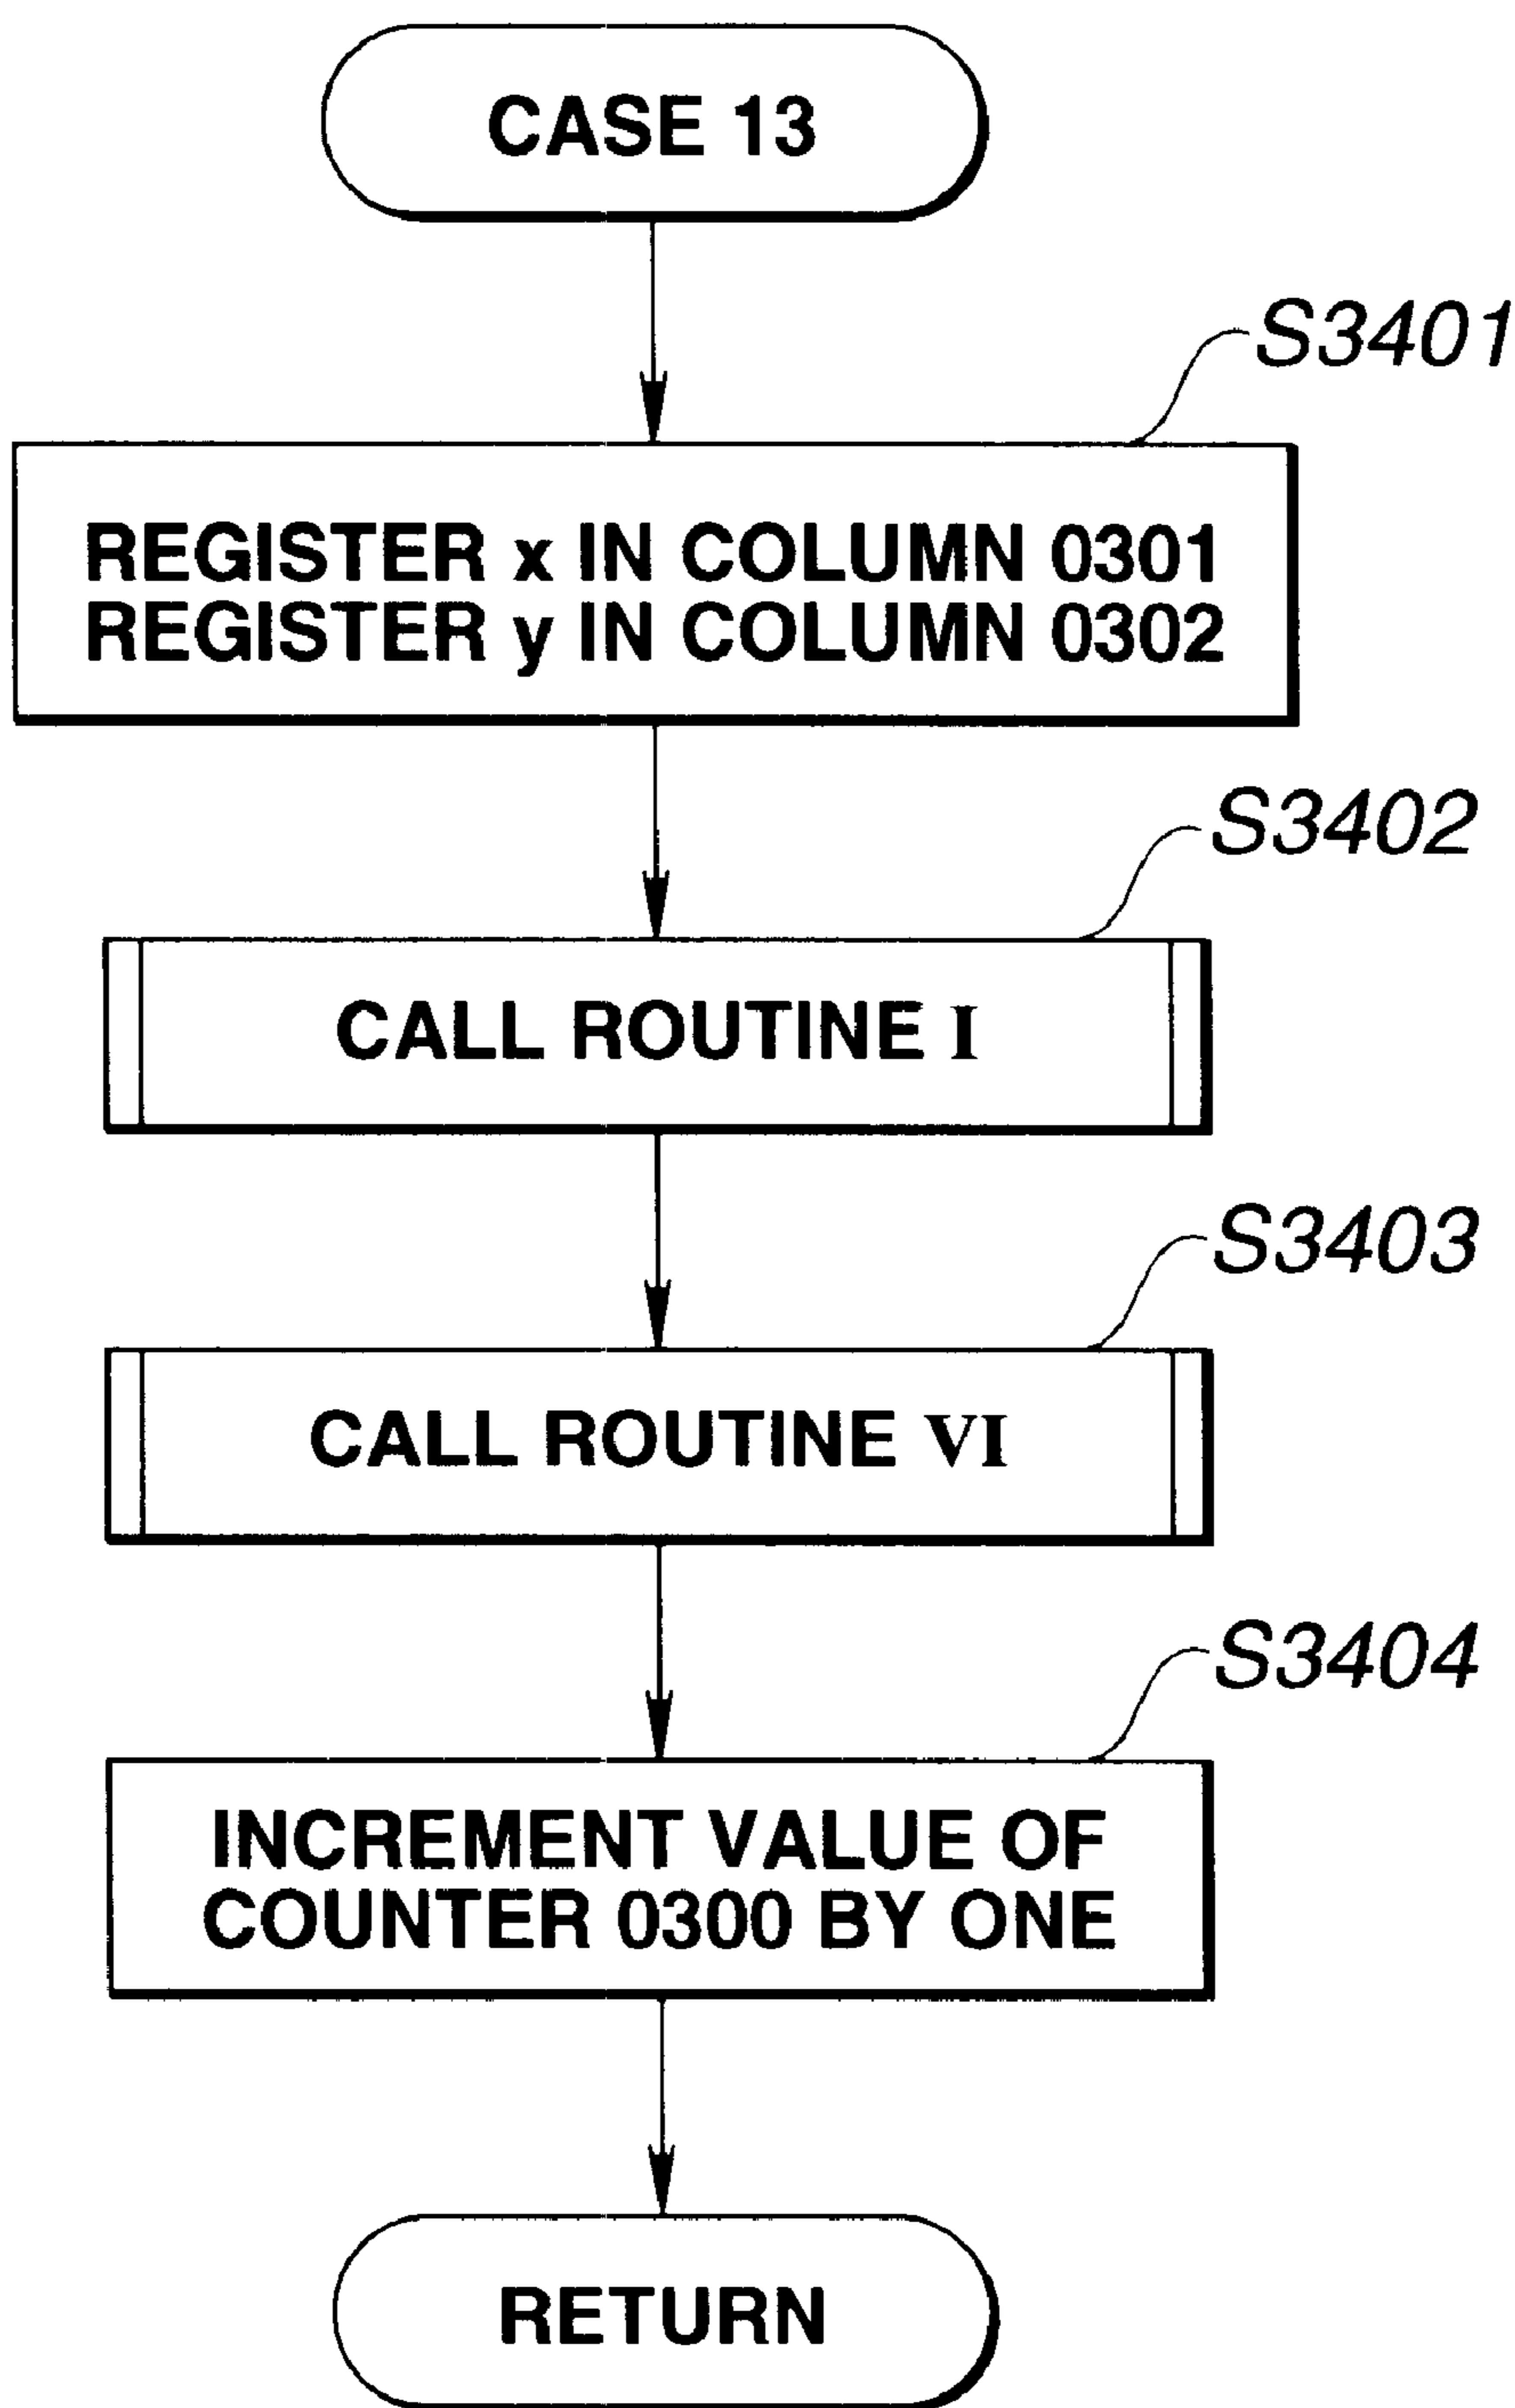 CASE 13
S3401
REGISTER x IN COLUMN 0301
REGISTER y IN COLUMN 0302
S3402
CALL ROUTINE I
S3403
CALL ROUTINE VI
S3404
INCREMENT VALUE OF
COUNTER 0300 BY ONE
RETURN